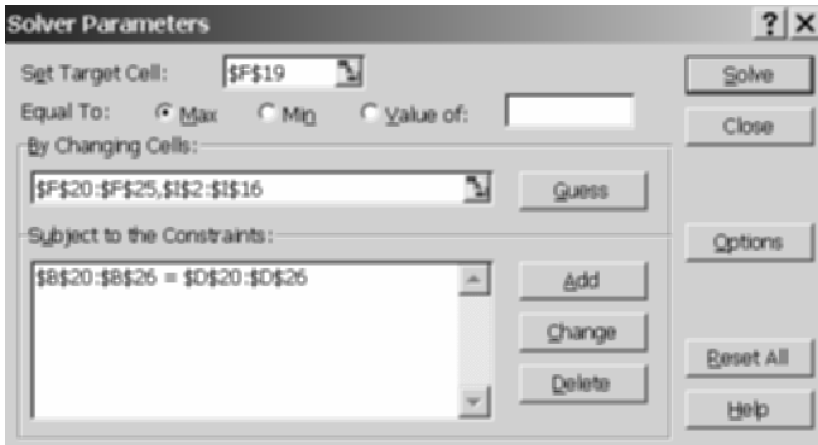 Solver Parameters
? ×
Set Target Cell: $F$19
Solve
Equal To: Max Min Value of:
Close
By Changing Cells:
$F$20:$F$25,$I$2:$I$16
Guess
Subject to the Constraints:
Options
$B$20:$B$26 = $D$20:$D$26
Add
Change
Reset All
Delete
Help